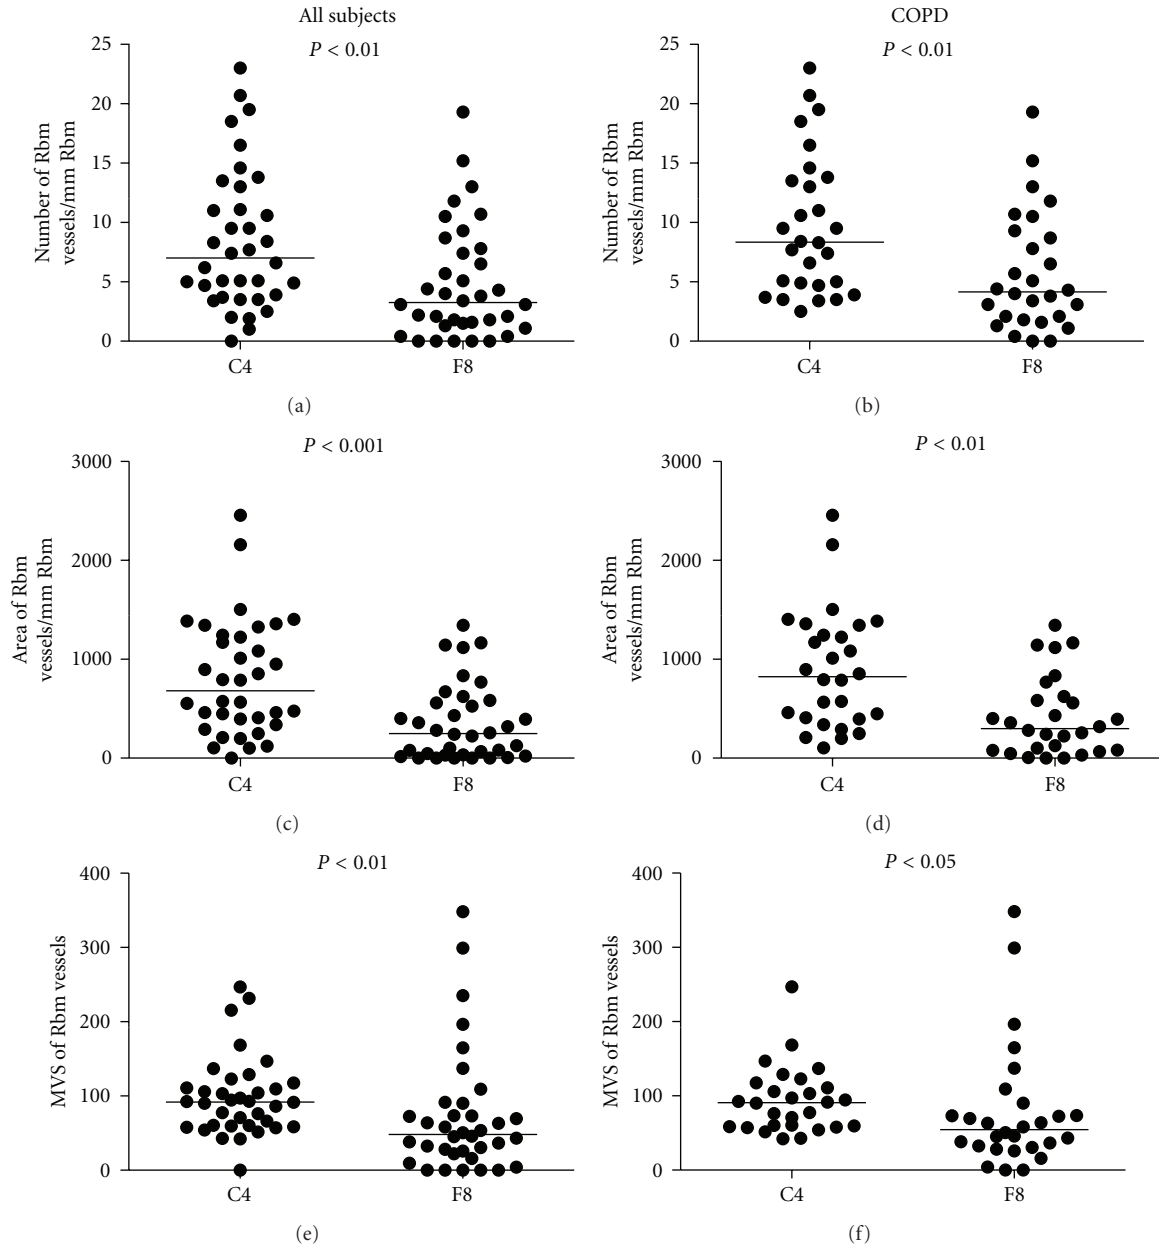 All subjects
P < 0.01
25
20
15
10
5
0
Number of Rbm
vessels/mm Rbm
C4
F8
(a)
COPD
P < 0.01
25
20
15
10
5
0
Number of Rbm
vessels/mm Rbm
C4
F8
(b)
P < 0.001
3000
2000
1000
0
Area of Rbm
vessels/mm Rbm
C4
F8
(c)
P < 0.01
3000
2000
1000
0
Area of Rbm
vessels/mm Rbm
C4
F8
(d)
P < 0.01
400
300
200
100
0
MVS of Rbm vessels
C4
F8
(e)
P < 0.05
400
300
200
100
0
MVS of Rbm vessels
C4
F8
(f)